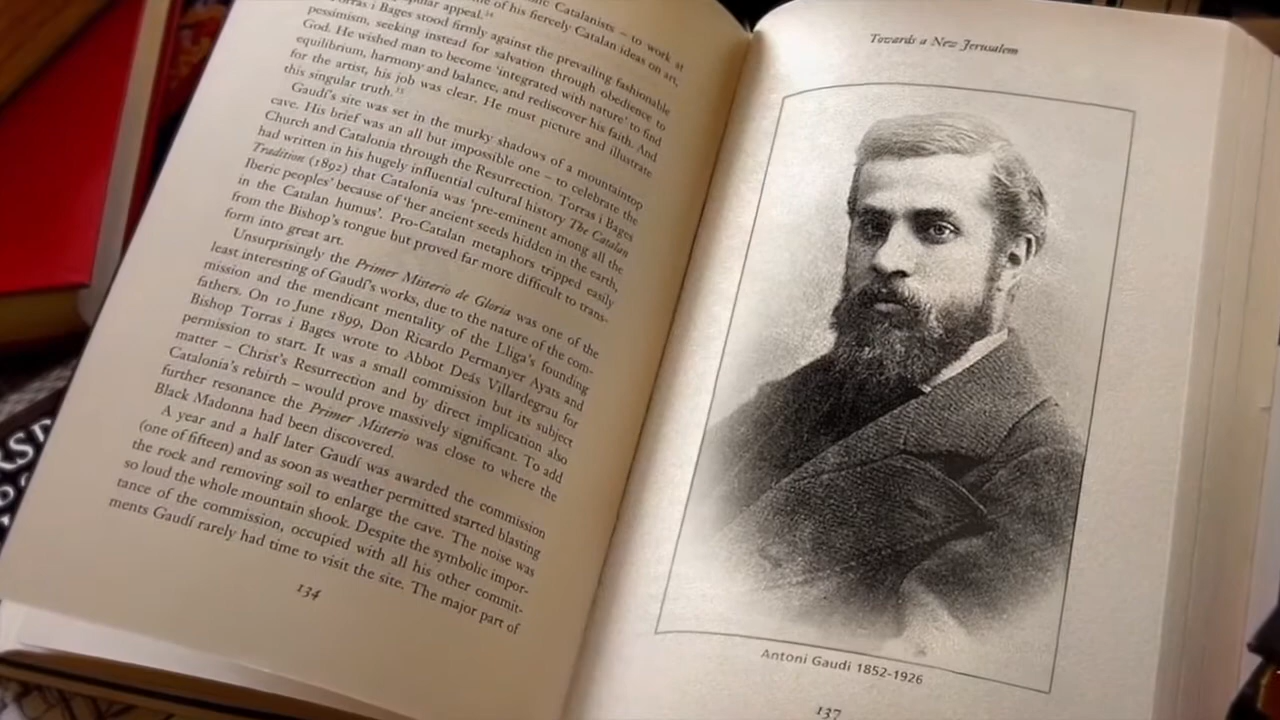 of his fiercely Catalan ideas on art,
appeal.¹⁴
Torras i Bages stood firmly against the prevailing fashionable
pessimism, seeking instead for salvation through obedience to
God. He wished man to become 'integrated with nature' to find
equilibrium, harmony and balance, and rediscover his faith. And
for the artist, his job was clear. He must picture and illustrate
this singular truth.¹⁵
Gaudí's site was set in the murky shadows of a mountaintop
cave. His brief was an all but impossible one – to celebrate the
Church and Catalonia through the Resurrection. Torras i Bages
had written in his hugely influential cultural history The Catalan
Tradition (1892) that Catalonia was 'pre-eminent among all the
Iberic peoples' because of 'her ancient seeds hidden in the earth,
in the Catalan humus'. Pro-Catalan metaphors tripped easily
from the Bishop's tongue but proved far more difficult to trans-
form into great art.
Unsurprisingly the Primer Misterio de Gloria was one of the
least interesting of Gaudí's works, due to the nature of the com-
mission and the mendicant mentality of the Lliga's founding
fathers. On 10 June 1899, Don Ricardo Permanyer Ayats and
Bishop Torras i Bages wrote to Abbot Deás Villardegrau for
permission to start. It was a small commission but its subject
matter – Christ's Resurrection and by direct implication also
Catalonia's rebirth – would prove massively significant. To add
further resonance the Primer Misterio was close to where the
Black Madonna had been discovered.
A year and a half later Gaudí was awarded the commission
(one of fifteen) and as soon as weather permitted started blasting
the rock and removing soil to enlarge the cave. The noise was
so loud the whole mountain shook. Despite the symbolic impor-
tance of the commission, occupied with all his other commit-
ments Gaudí rarely had time to visit the site. The major part of
134
Towards a New Jerusalem
Antoni Gaudi 1852-1926
137